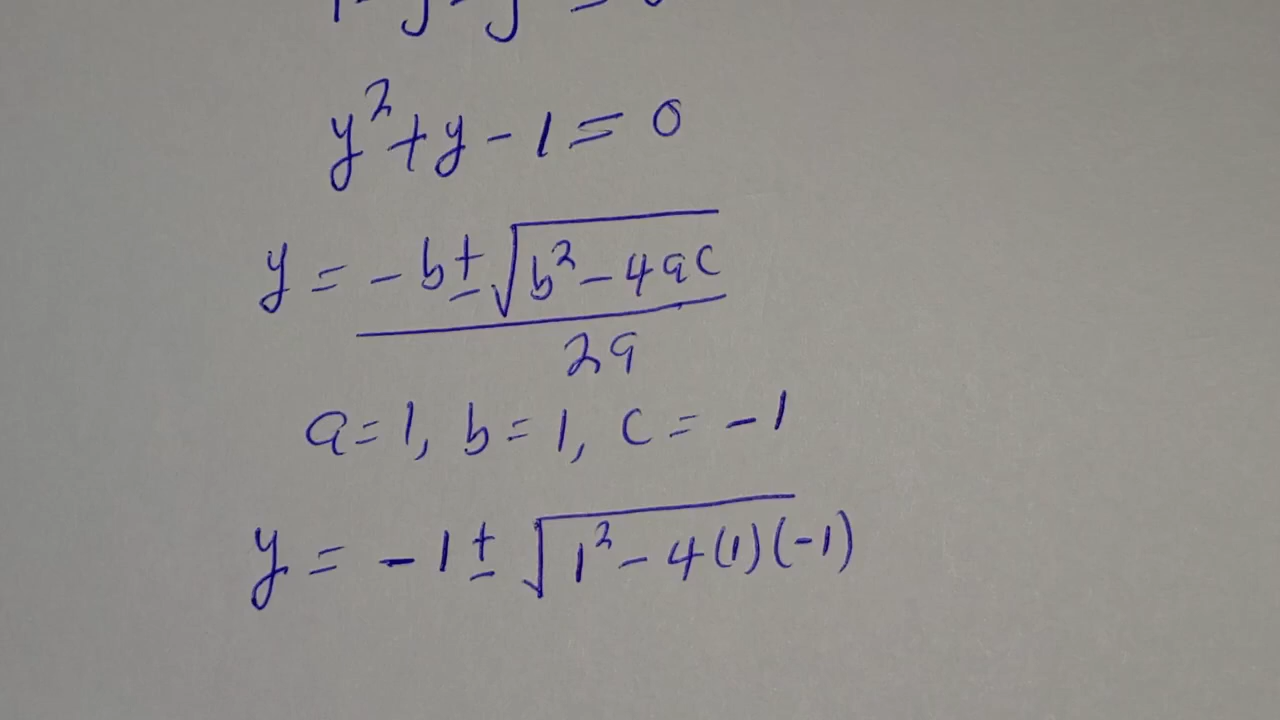 y² + y - 1 = 0
y = -b ± √b² - 4ac
2a
a = 1, b = 1, c = -1
y = -1 ± √1² - 4(1)(-1)